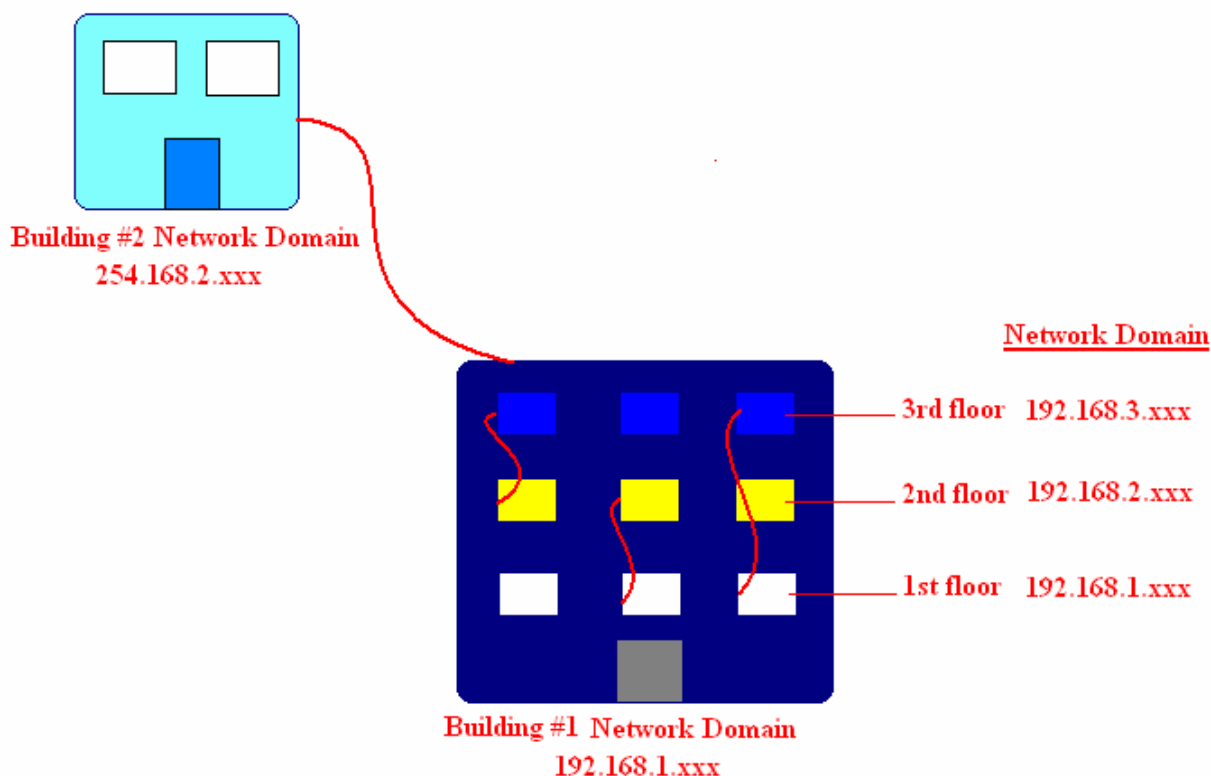 Building #2 Network Domain
254.168.2.xxx
Network Domain
3rd floor 192.168.3.xxx
2nd floor 192.168.2.xxx
1st floor 192.168.1.xxx
Building #1 Network Domain
192.168.1.xxx